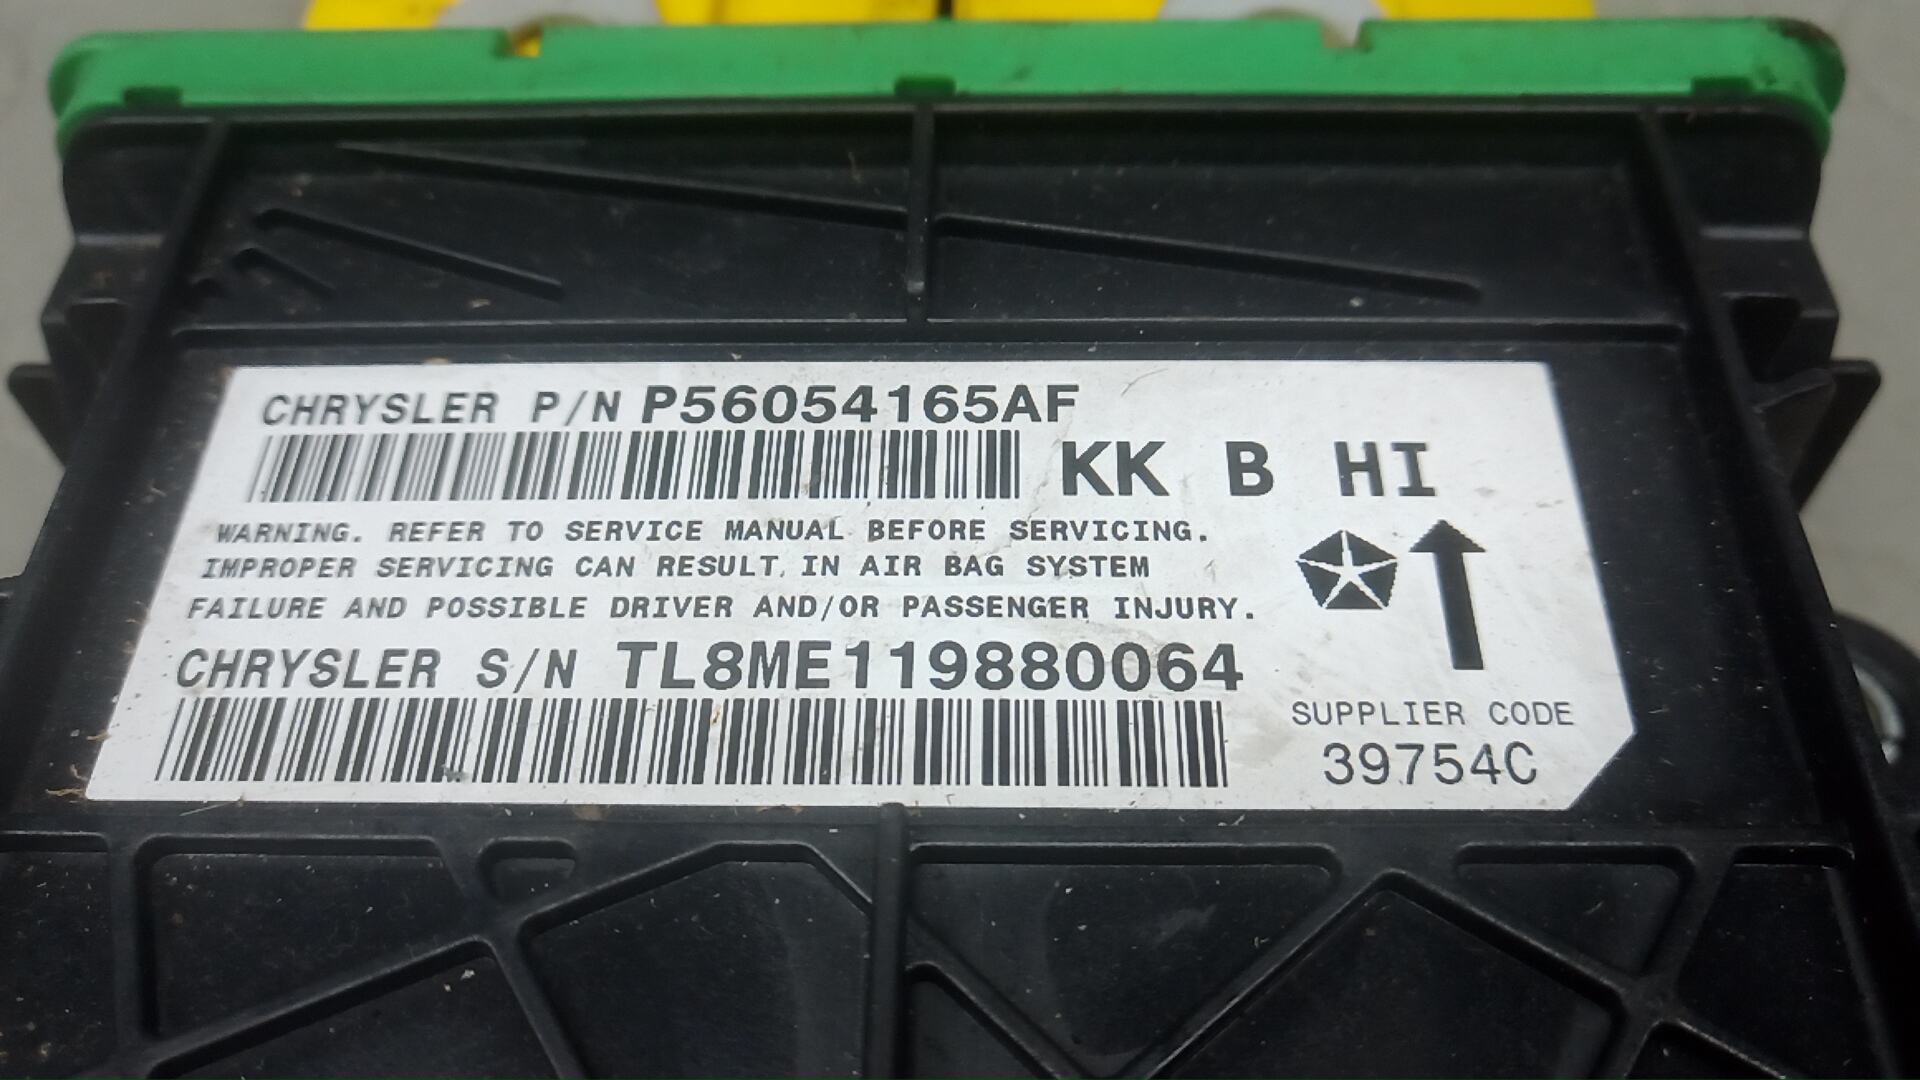 CHRYSLER P/N P56054165AF
KK B HI
WARNING. REFER TO SERVICE MANUAL BEFORE SERVICING.
IMPROPER SERVICING CAN RESULT IN AIR BAG SYSTEM
FAILURE AND POSSIBLE DRIVER AND/OR PASSENGER INJURY.
CHRYSLER S/N TL8ME119880064
SUPPLIER CODE
39754C